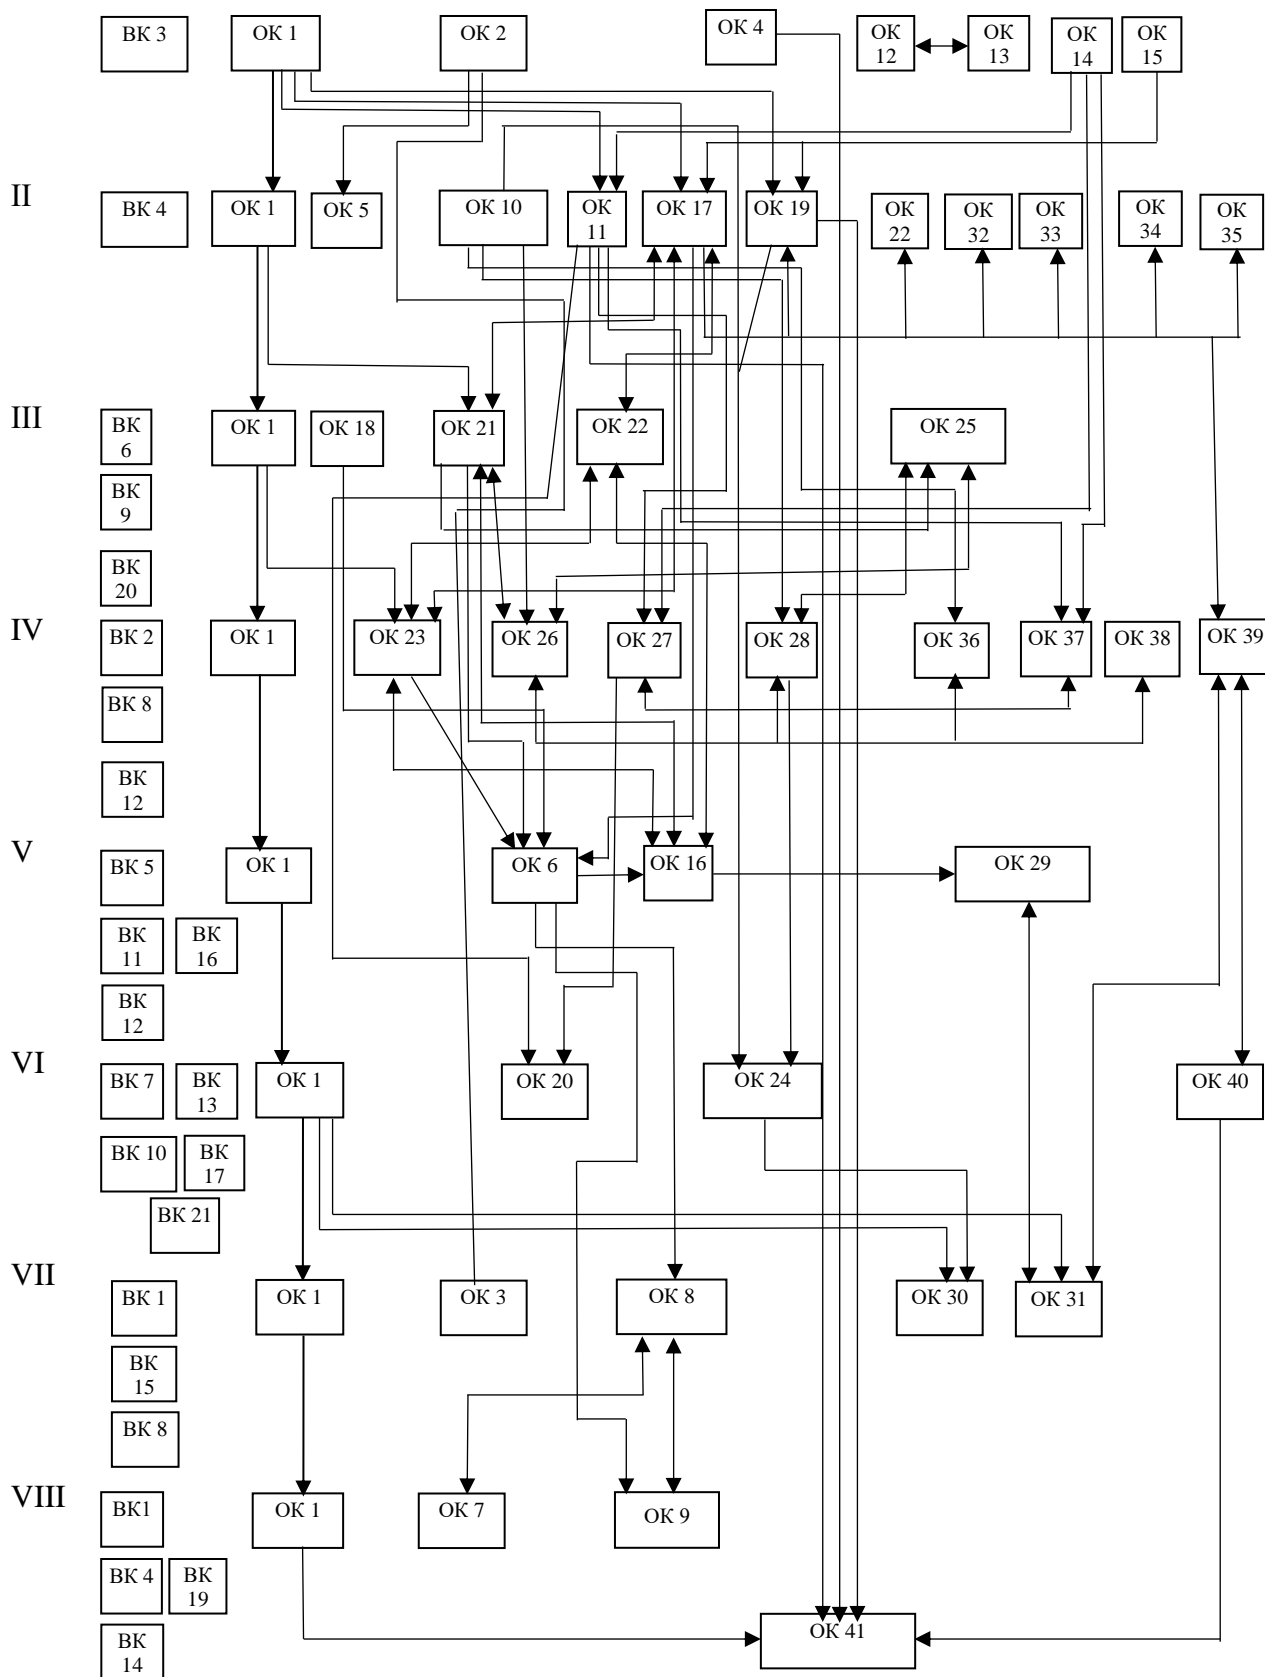 ВК 3
ОК 1
ОК 2
ОК 4
ОК
12
ОК
13
ОК
14
ОК
15
II
ВК 4
ОК 1
ОК 5
ОК 10
ОК
11
ОК 17
ОК 19
ОК
22
ОК
32
ОК
33
ОК
34
ОК
35
III
ВК
6
ОК 1
ОК 18
ОК 21
ОК 22
ОК 25
ВК
9
ВК
20
IV
ВК 2
ОК 1
ОК 23
ОК 26
ОК 27
ОК 28
ОК 36
ОК 37
ОК 38
ОК 39
ВК 8
ВК
12
V
ВК 5
ОК 1
ОК 6
ОК 16
ОК 29
ВК
11
ВК
16
ВК
12
VI
ВК 7
ВК
13
ОК 1
ОК 20
ОК 24
ОК 40
ВК 10
ВК
17
ВК 21
VII
ВК 1
ОК 1
ОК 3
ОК 8
ОК 30
ОК 31
ВК
15
ВК 8
VIII
ВК1
ОК 1
ОК 7
ОК 9
ВК 4
ВК
19
ВК
14
ОК 41